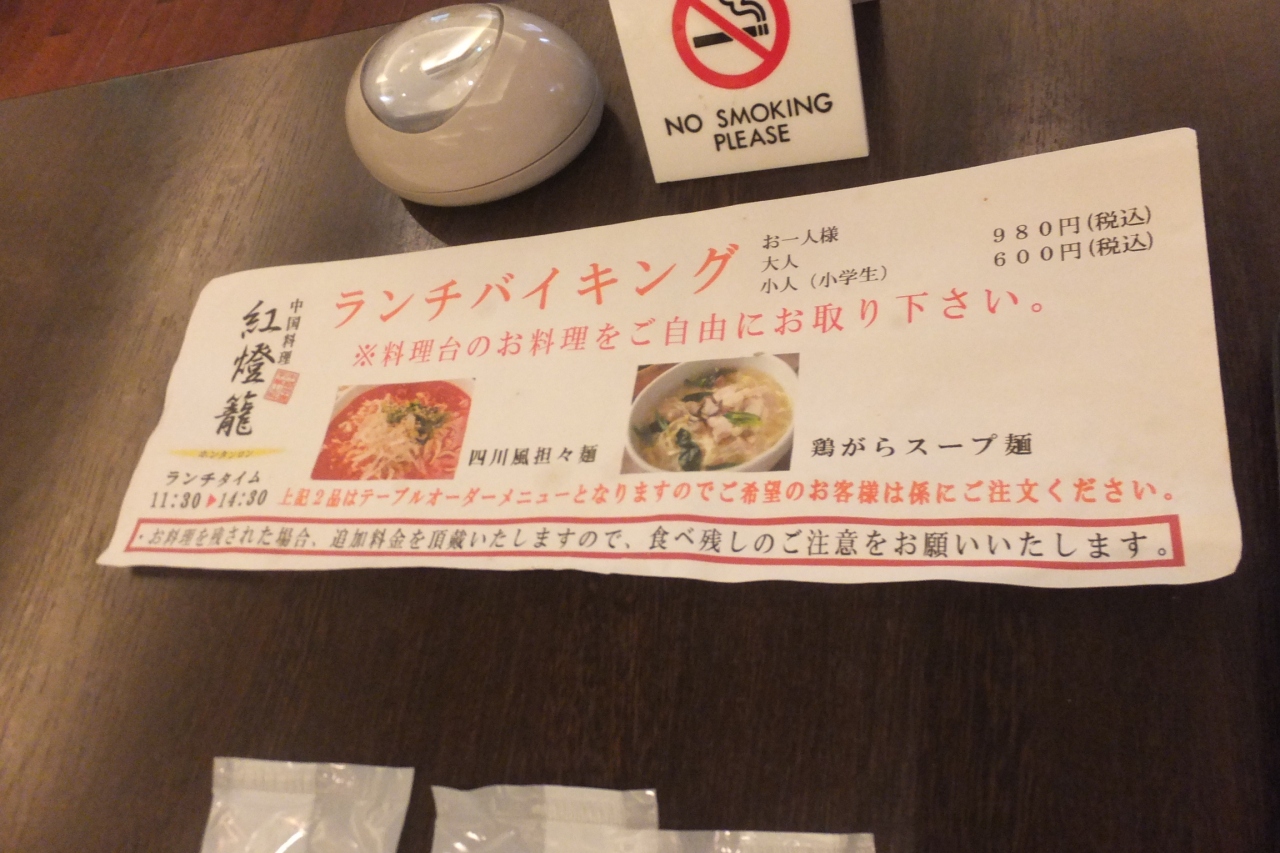 NO SMOKING
PLEASE
中国料理
紅燈籠
ホンタンロン
ランチタイム
11:30▶14:30
ランチバイキング
お一人様
大人 980円(税込)
小人（小学生） 600円(税込)
※料理台のお料理をご自由にお取り下さい。
四川風担々麺
鶏がらスープ麺
上記2品はテーブルオーダーメニューとなりますのでご希望のお客様は係にご注文ください。
・お料理を残された場合、追加料金を頂戴いたしますので、食べ残しのご注意をお願いいたします。